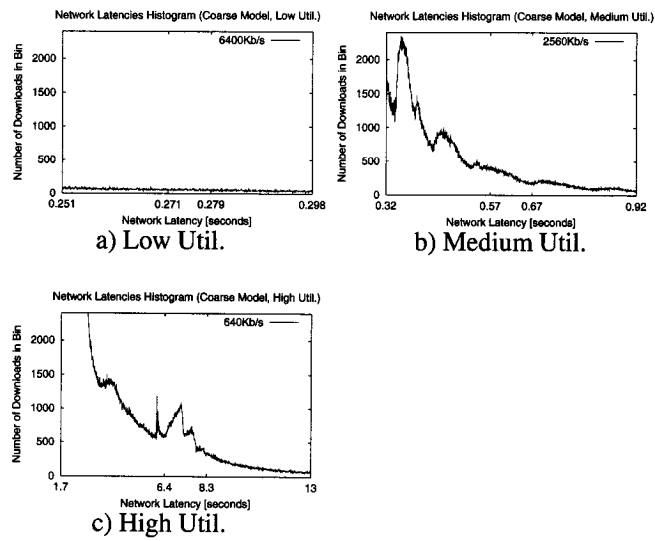 Network Latencies Histogram (Coarse Model, Low Util.)
6400Kb/s
Number of Downloads in Bin
2000
1500
1000
500
0
0.251
0.271
0.279
0.298
Network Latency [seconds]
a) Low Util.
Network Latencies Histogram (Coarse Model, Medium Util.)
2560Kb/s
Number of Downloads in Bin
2000
1500
1000
500
0
0.32
0.57
0.67
0.92
Network Latency [seconds]
b) Medium Util.
Network Latencies Histogram (Coarse Model, High Util.)
640Kb/s
Number of Downloads in Bin
2000
1500
1000
500
0
1.7
6.4
8.3
13
Network Latency [seconds]
c) High Util.